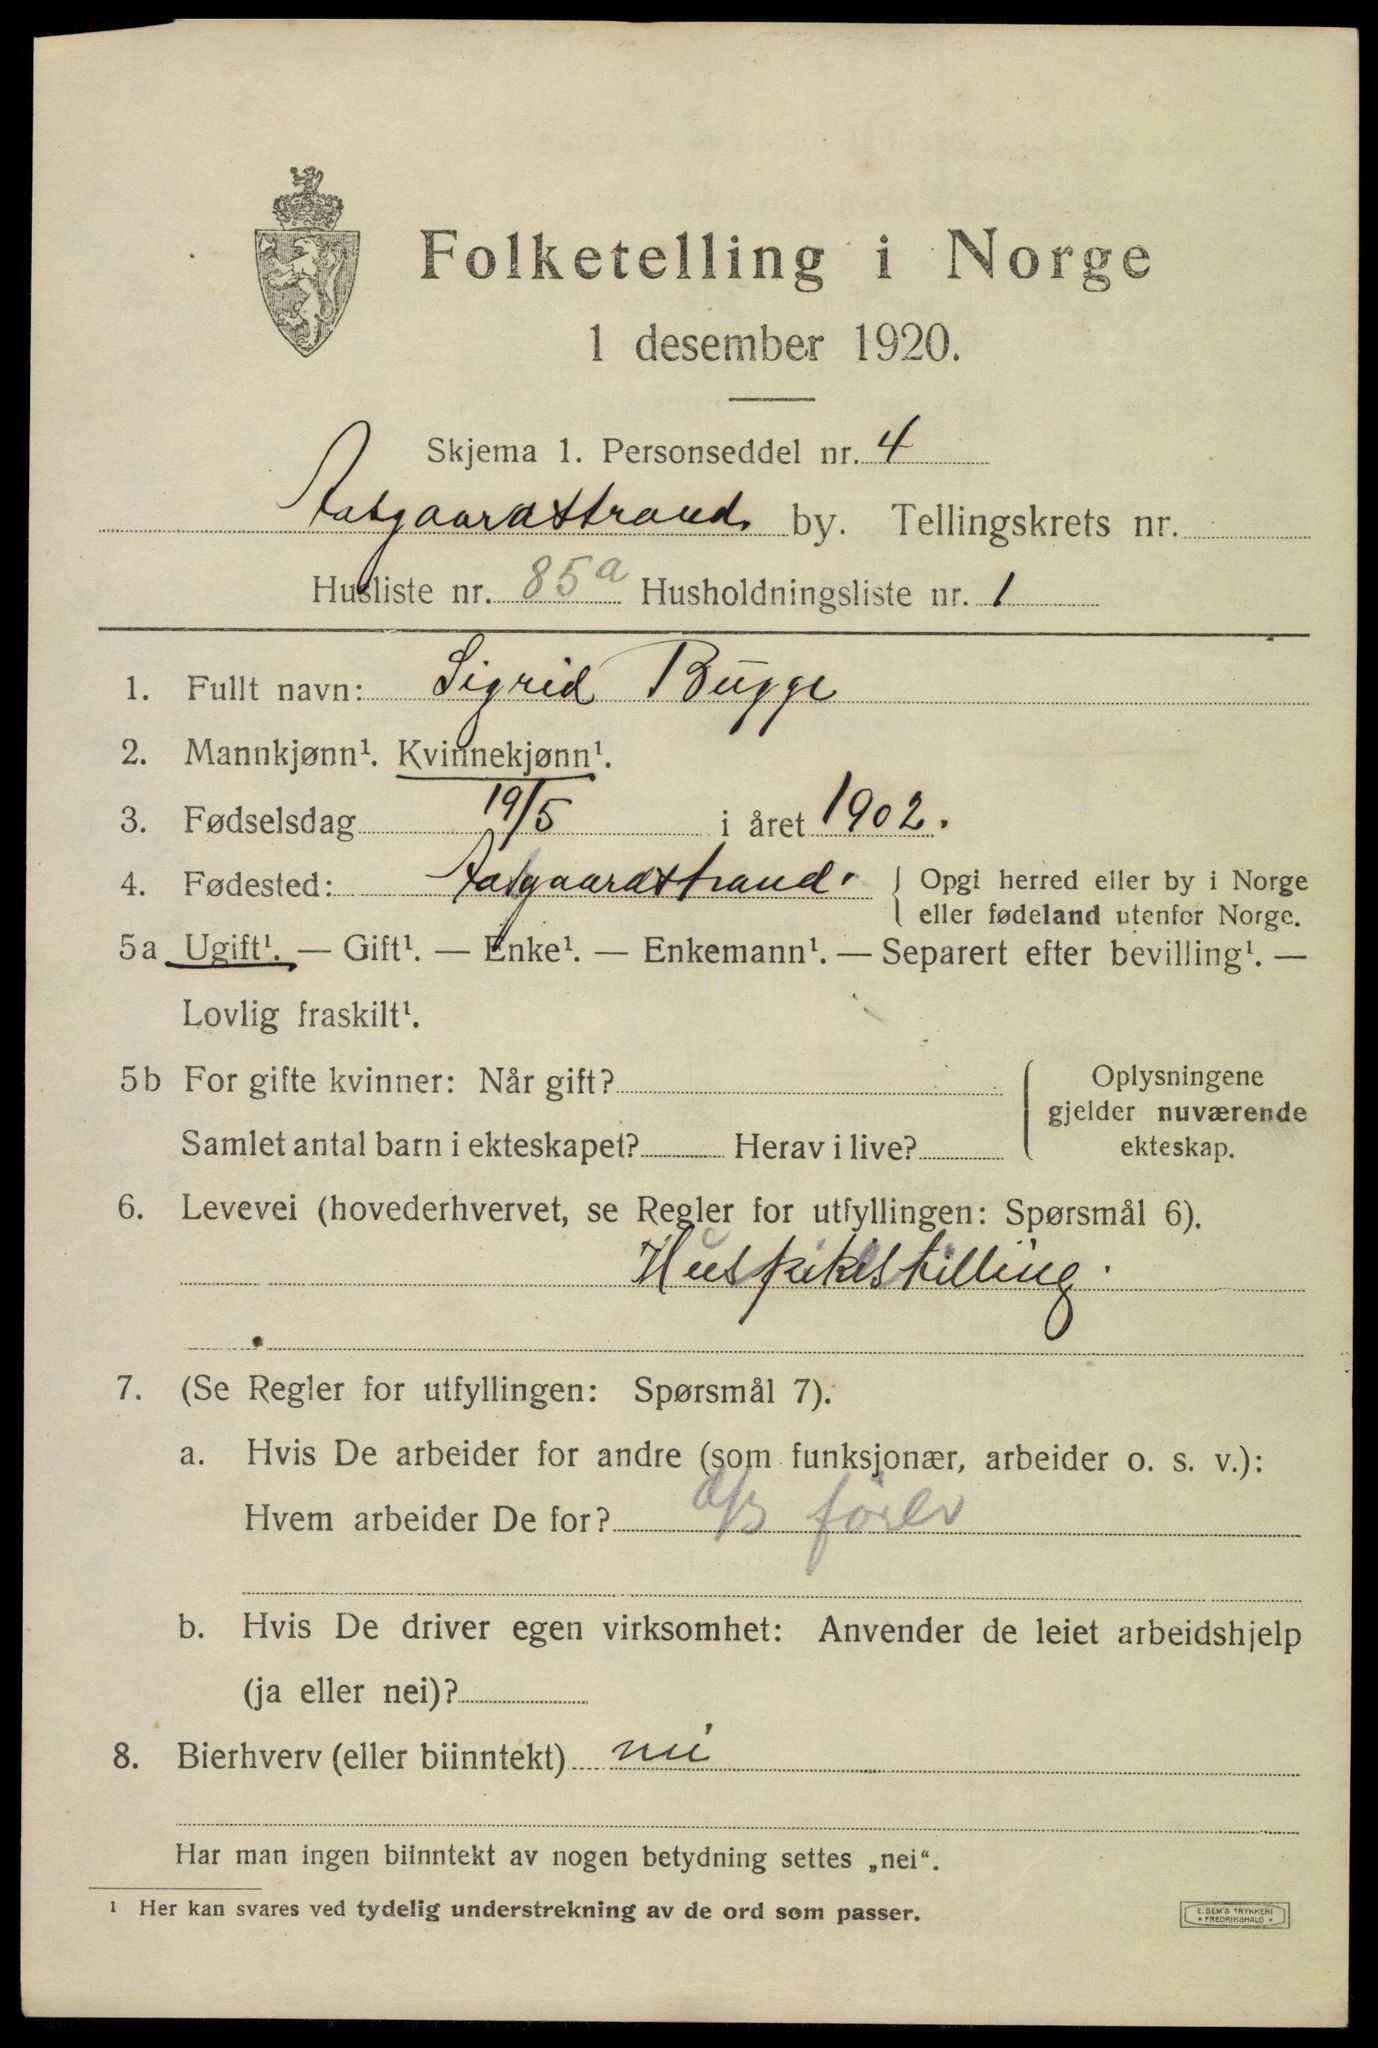 Folketelling i Norge
1 desember 1920.
Skjema 1. Personseddel nr. 4
Aasgaardstrand by. Tellingskrets nr.
Husliste nr. 85a Husholdningsliste nr. 1
1. Fullt navn: Sigrid Bugge
2. Mannkjønn¹. Kvinnekjønn¹.
3. Fødselsdag 19/5 i året 1902.
4. Fødested: Aasgaardstrand. Opgi herred eller by i Norge
eller fødeland utenfor Norge.
5a Ugift¹. — Gift¹. — Enke¹. — Enkemann¹. — Separert efter bevilling¹. —
Lovlig fraskilt¹.
5b For gifte kvinner: Når gift?
Samlet antal barn i ekteskapet? Herav i live?
Oplysningene
gjelder nuværende
ekteskap.
6. Levevei (hovederhvervet, se Regler for utfyllingen: Spørsmål 6).
Huspikestilling.
7. (Se Regler for utfyllingen: Spørsmål 7).
a. Hvis De arbeider for andre (som funksjonær, arbeider o. s. v.):
Hvem arbeider De for?
b. Hvis De driver egen virksomhet: Anvender de leiet arbeidshjelp
(ja eller nei)?
8. Bierhverv (eller biinntekt) nei
Har man ingen biinntekt av nogen betydning settes „nei“.
¹ Her kan svares ved tydelig understrekning av de ord som passer.
E. SEM'S TRYKKERI
* FREDRIKSHALD *